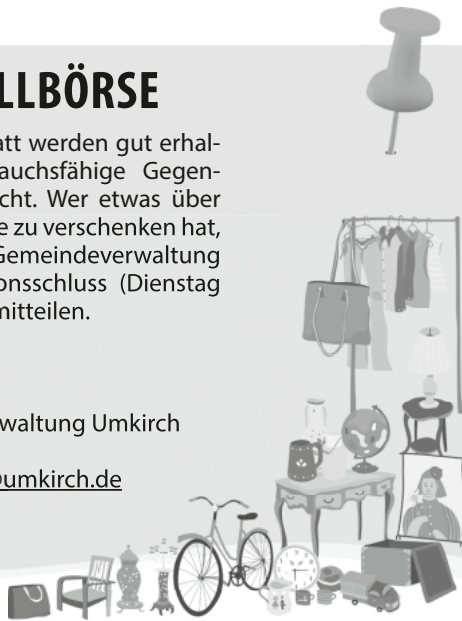 LLBÖRSE
att werden gut erhal-
auchsfähige Gegen-
cht. Wer etwas über
e zu verschenken hat,
Gemeindeverwaltung
onsschluss (Dienstag
mitteilen.
waltung Umkirch
@umkirch.de